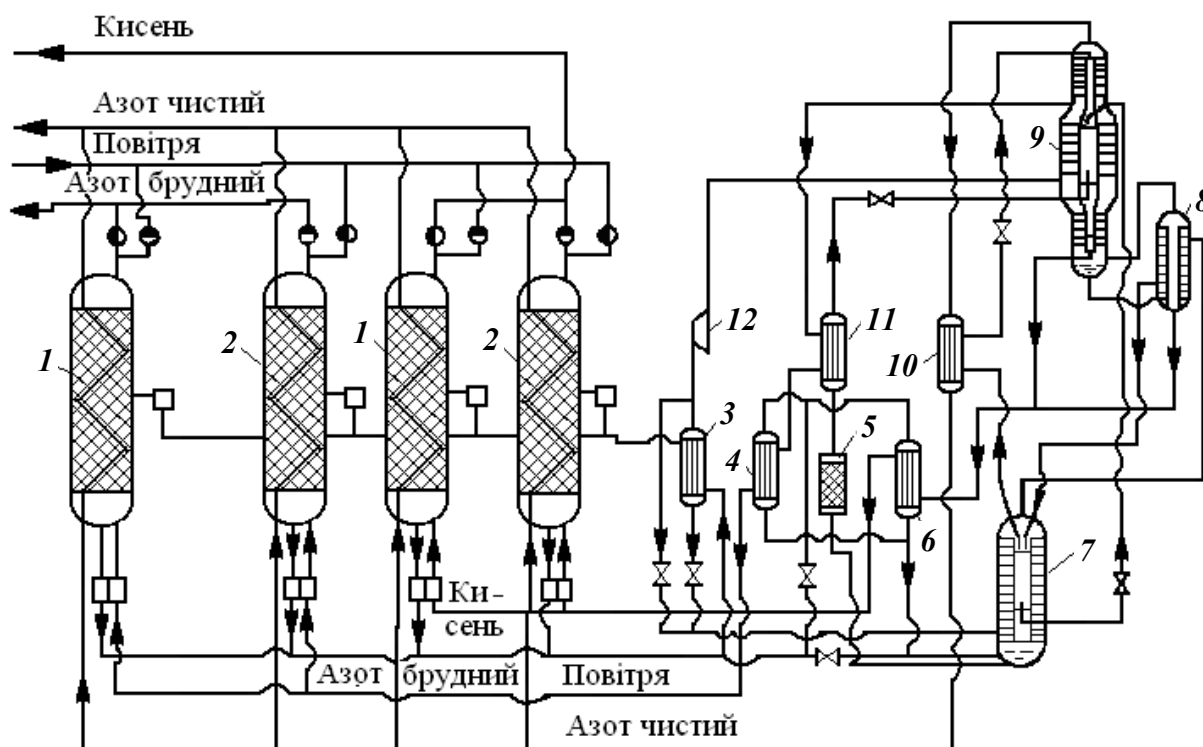 Кисень
Азот чистий
Повітря
Азот брудний
9
8
12
11
10
1
2
1
2
3
4
5
6
7
Ки-
сень
Азот брудний Повітря
Азот чистий